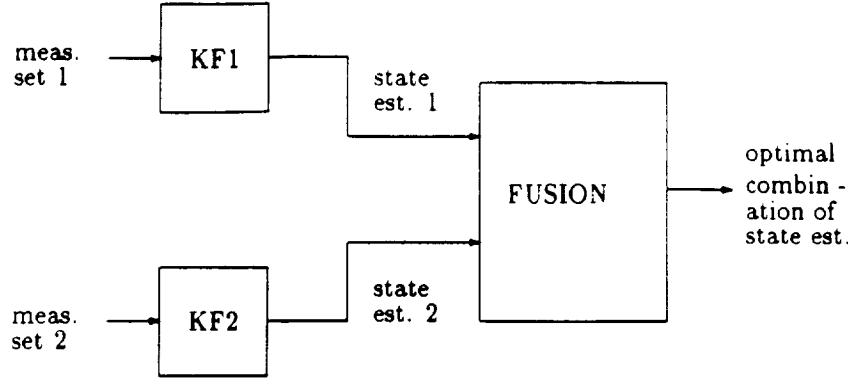 meas.
set 1
KF1
state
est. 1
FUSION
optimal
combin -
ation of
state est.
meas.
set 2
KF2
state
est. 2